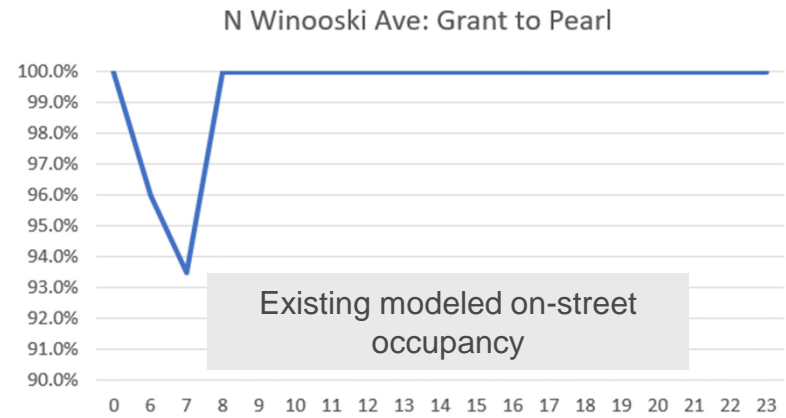 N Winooski Ave: Grant to Pearl
100.0%
99.0%
98.0%
97.0%
96.0%
95.0%
94.0%
93.0%
92.0%
91.0%
90.0%
Existing modeled on-street
occupancy
0 6 7 8 9 10 11 12 13 14 15 16 17 18 19 20 21 22 23